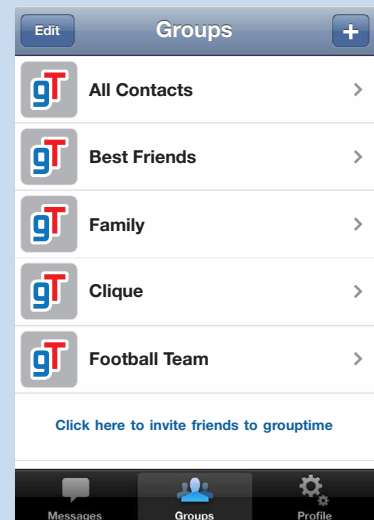 Edit Groups +
gT All Contacts
gT Best Friends
gT Family
gT Clique
gT Football Team
Click here to invite friends to grouptime
Messages Groups Profile